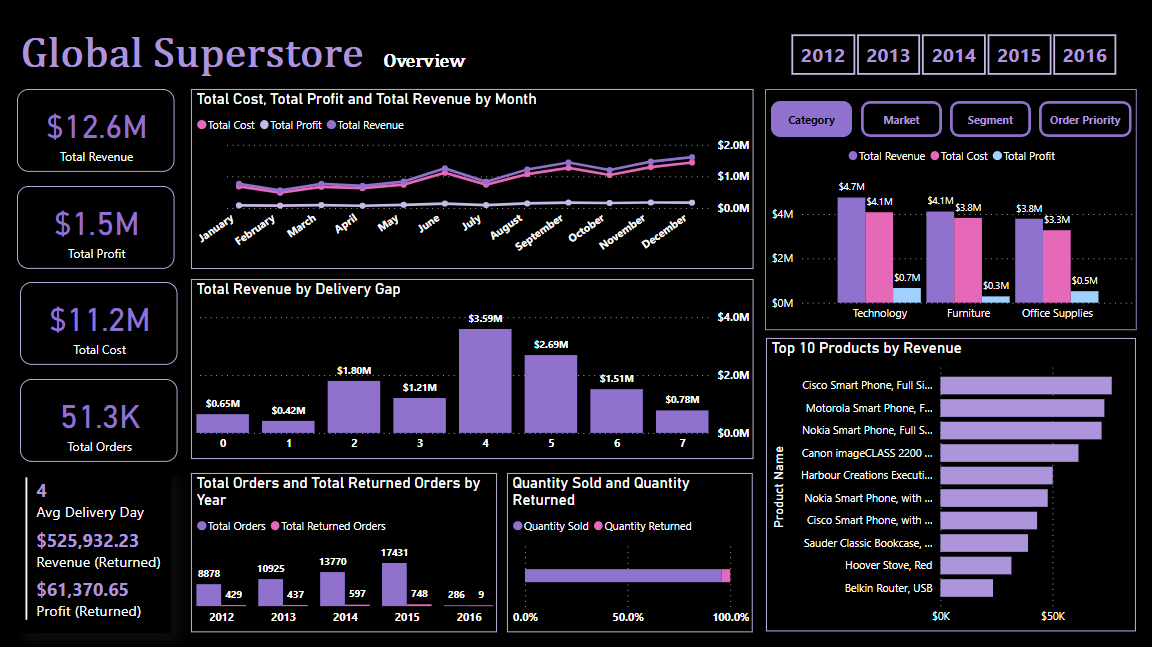 Global Superstore Overview
2012 2013 2014 2015 2016
$12.6M
Total Revenue
$1.5M
Total Profit
$11.2M
Total Cost
51.3K
Total Orders
4
Avg Delivery Day
$525,932.23
Revenue (Returned)
$61,370.65
Profit (Returned)
Total Cost, Total Profit and Total Revenue by Month
Total Cost Total Profit Total Revenue
$2.0M
$1.0M
$0.0M
January February March April May June July August September October November December
Total Revenue by Delivery Gap
$4.0M
$2.0M
$0.0M
$0.65M $0.42M $1.80M $1.21M $3.59M $2.69M $1.51M $0.78M
0 1 2 3 4 5 6 7
Total Orders and Total Returned Orders by
Year
Total Orders Total Returned Orders
8878 429 10925 437 13770 597 17431 748 286 9
2012 2013 2014 2015 2016
Quantity Sold and Quantity
Returned
Quantity Sold Quantity Returned
0.0% 50.0% 100.0%
Category Market Segment Order Priority
Total Revenue Total Cost Total Profit
$4M
$2M
$0M
$4.7M $4.1M $0.7M $4.1M $3.8M $0.3M $3.8M $3.3M $0.5M
Technology Furniture Office Supplies
Top 10 Products by Revenue
Product Name
Cisco Smart Phone, Full Si...
Motorola Smart Phone, F...
Nokia Smart Phone, Full S...
Canon imageCLASS 2200 ...
Harbour Creations Executi...
Nokia Smart Phone, with ...
Cisco Smart Phone, with ...
Sauder Classic Bookcase, ...
Hoover Stove, Red
Belkin Router, USB
$0K $50K